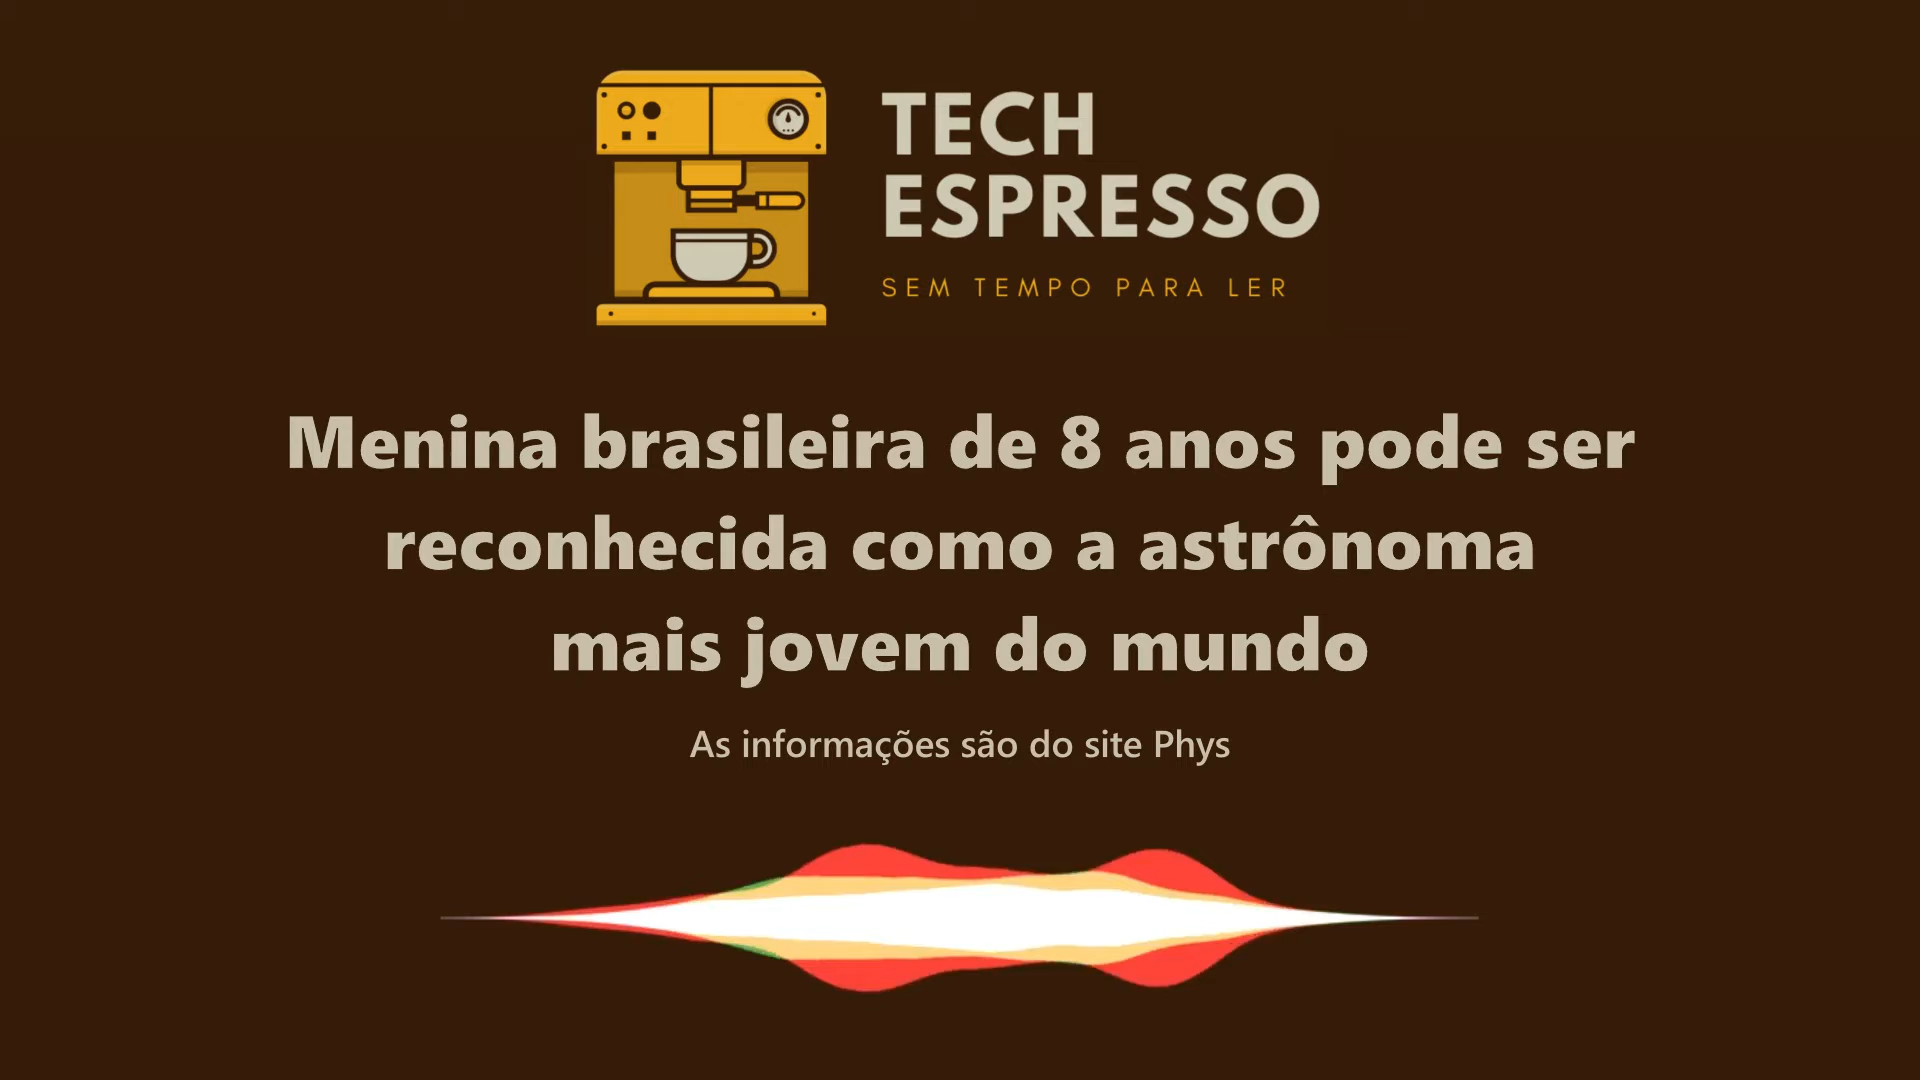 TECH
ESPRESSO
SEM TEMPO PARA LER
Menina brasileira de 8 anos pode ser
reconhecida como a astrônoma
mais jovem do mundo
As informações são do site Phys